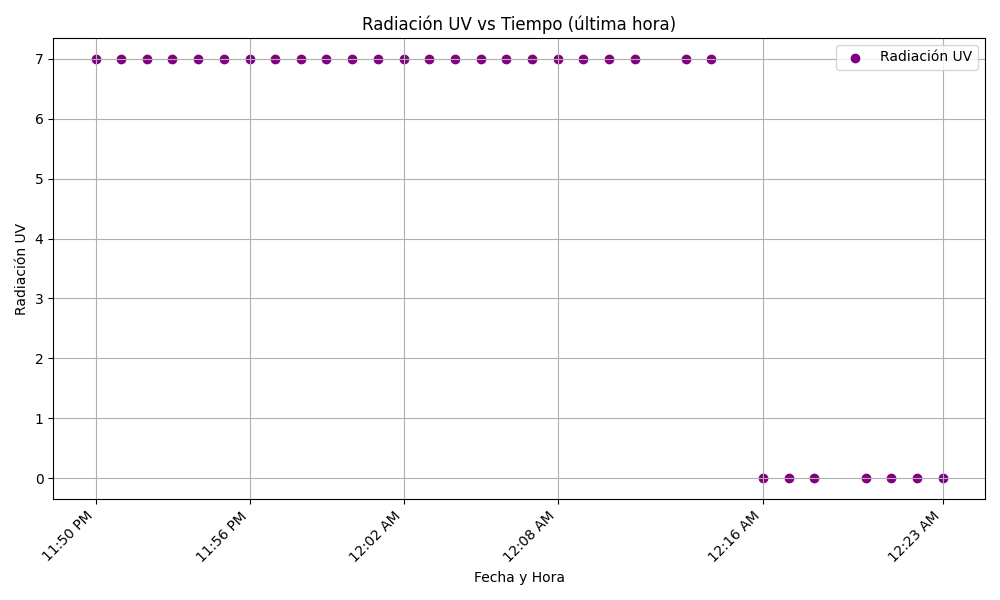 Radiación UV vs Tiempo (última hora)
Radiación UV
7
6
5
4
3
2
1
0
Radiación UV
11:50 PM
11:56 PM
12:02 AM
12:08 AM
12:16 AM
12:23 AM
Fecha y Hora